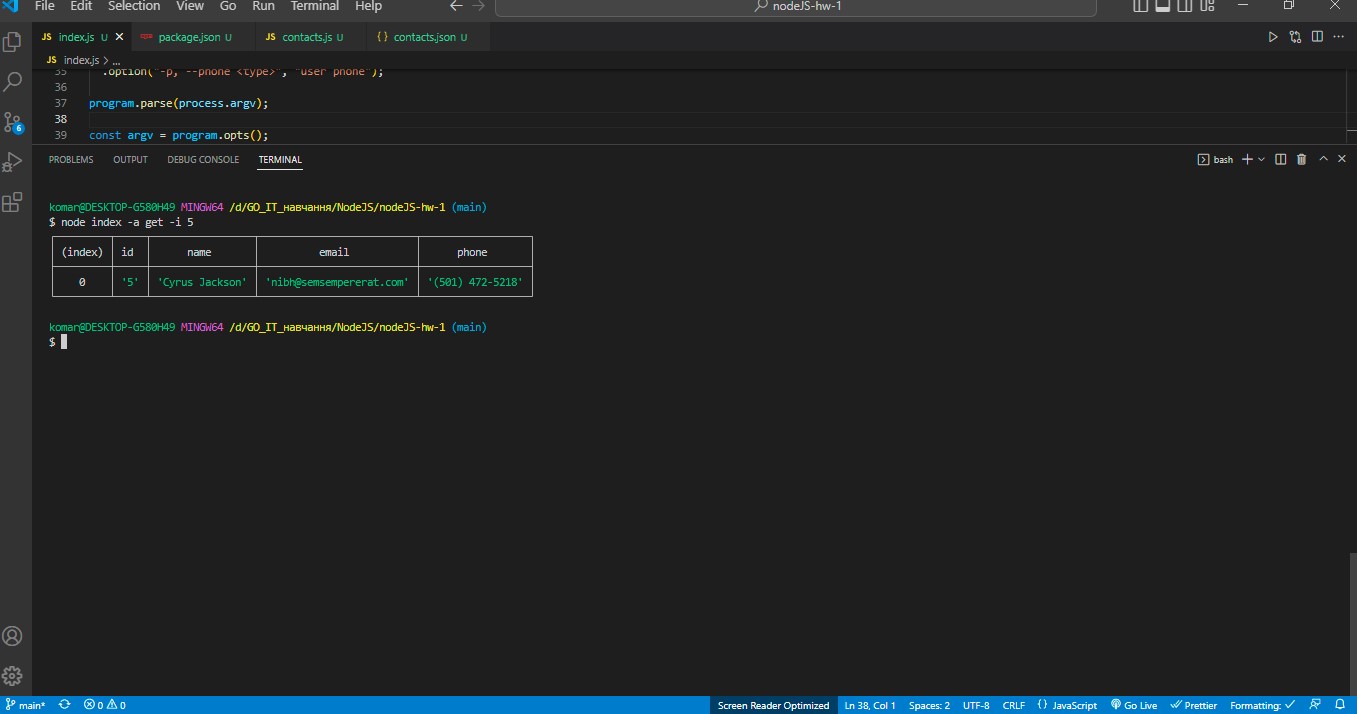 File Edit Selection View Go Run Terminal Help nodeJS-hw-1
JS index.js U package.json U JS contacts.js U {} contacts.json U
JS index.js > ...
35 .option("-p, --phone <type>", "user phone");
36
37 program.parse(process.argv);
38
39 const argv = program.opts();
PROBLEMS OUTPUT DEBUG CONSOLE TERMINAL bash
6
komar@DESKTOP-G580H49 MINGW64 /d/GO_IT_навчання/NodeJS/nodeJS-hw-1 (main)
$ node index -a get -i 5
(index) id name email phone
0 '5' 'Cyrus Jackson' 'nibh@semsempererat.com' '(501) 472-5218'
komar@DESKTOP-G580H49 MINGW64 /d/GO_IT_навчання/NodeJS/nodeJS-hw-1 (main)
$
main* 0 0 Screen Reader Optimized Ln 38, Col 1 Spaces: 2 UTF-8 CRLF {} JavaScript Go Live Prettier Formatting: